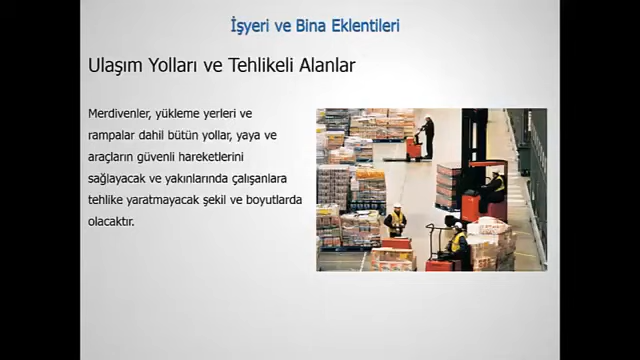 İşyeri ve Bina Eklentileri
Ulaşım Yolları ve Tehlikeli Alanlar
Merdivenler, yükleme yerleri ve
rampalar dahil bütün yollar, yaya ve
araçların güvenli hareketlerini
sağlayacak ve yakınlarında çalışanlara
tehlike yaratmayacak şekil ve boyutlarda
olacaktır.